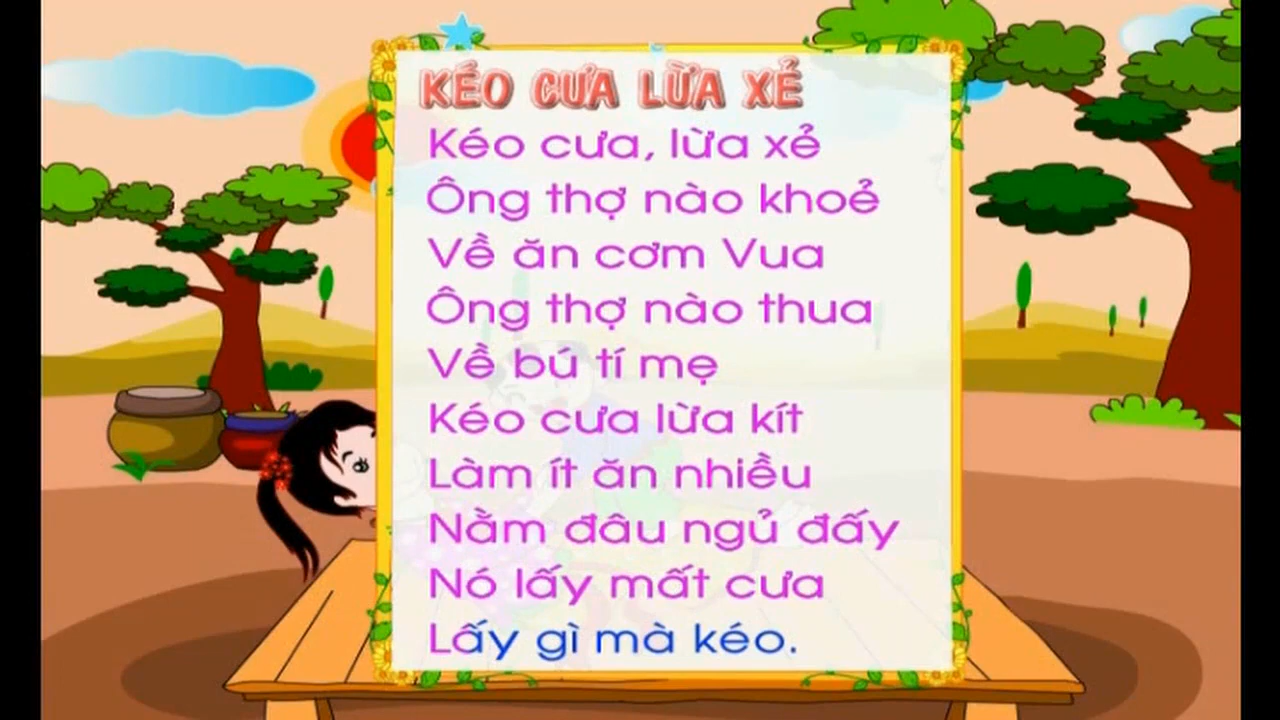 KÉO CƯA LỪA XẺ
Kéo cưa, lừa xẻ
Ông thợ nào khoẻ
Về ăn cơm Vua
Ông thợ nào thua
Về bú tí mẹ
Kéo cưa lừa kít
Làm ít ăn nhiều
Nằm đâu ngủ đấy
Nó lấy mất cưa
Lấy gì mà kéo.